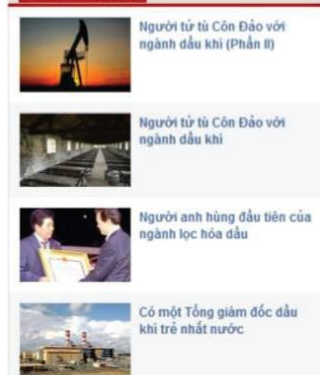 Người tử tù Côn Đảo với
ngành dầu khí (Phần II)
Người tử tù Côn Đảo với
ngành dầu khí
Người anh hùng đầu tiên của
ngành lọc hóa dầu
Có một Tổng giám đốc dầu
khí trẻ nhất nước